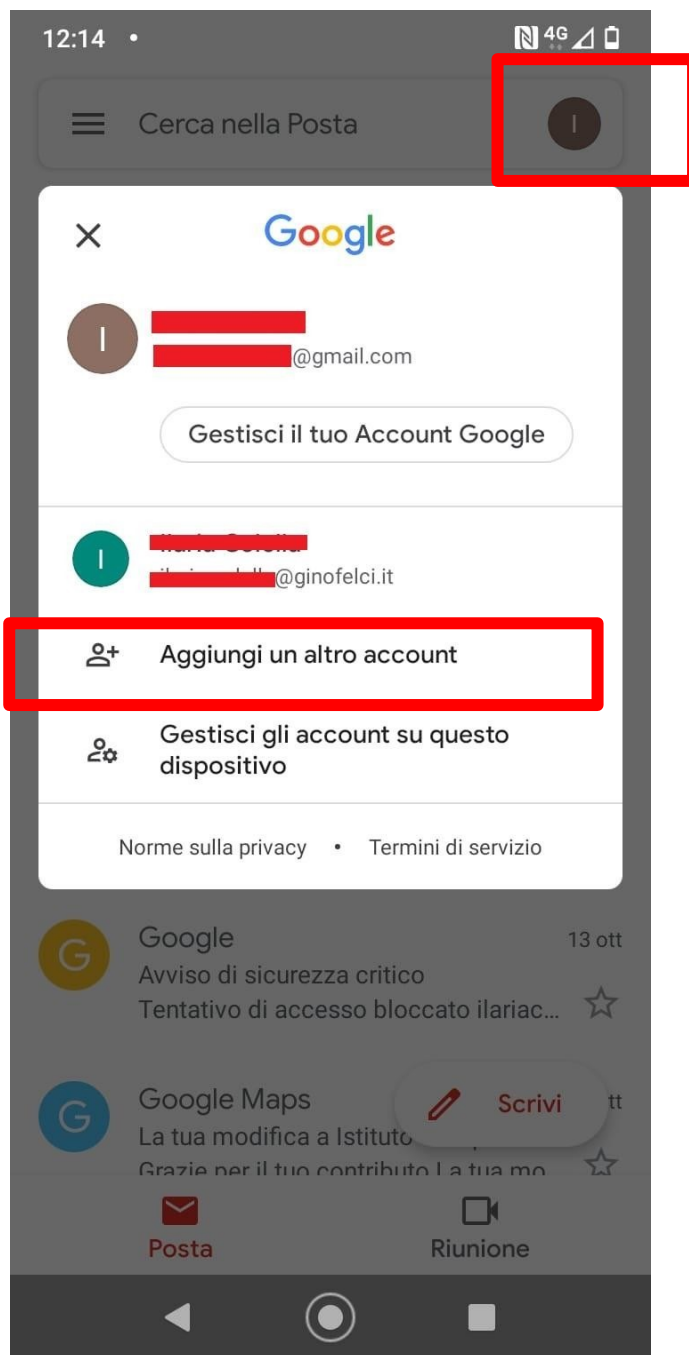 12:14
4G
Cerca nella Posta
I
Google
I
@gmail.com
Gestisci il tuo Account Google
I
@ginofelci.it
Aggiungi un altro account
Gestisci gli account su questo
dispositivo
Norme sulla privacy • Termini di servizio
G
Google
13 ott
Avviso di sicurezza critico
Tentativo di accesso bloccato ilariac...
G
Google Maps
Scrivi
tt
La tua modifica a Istituto
Grazie per il tuo contributo La tua mo
Posta
Riunione